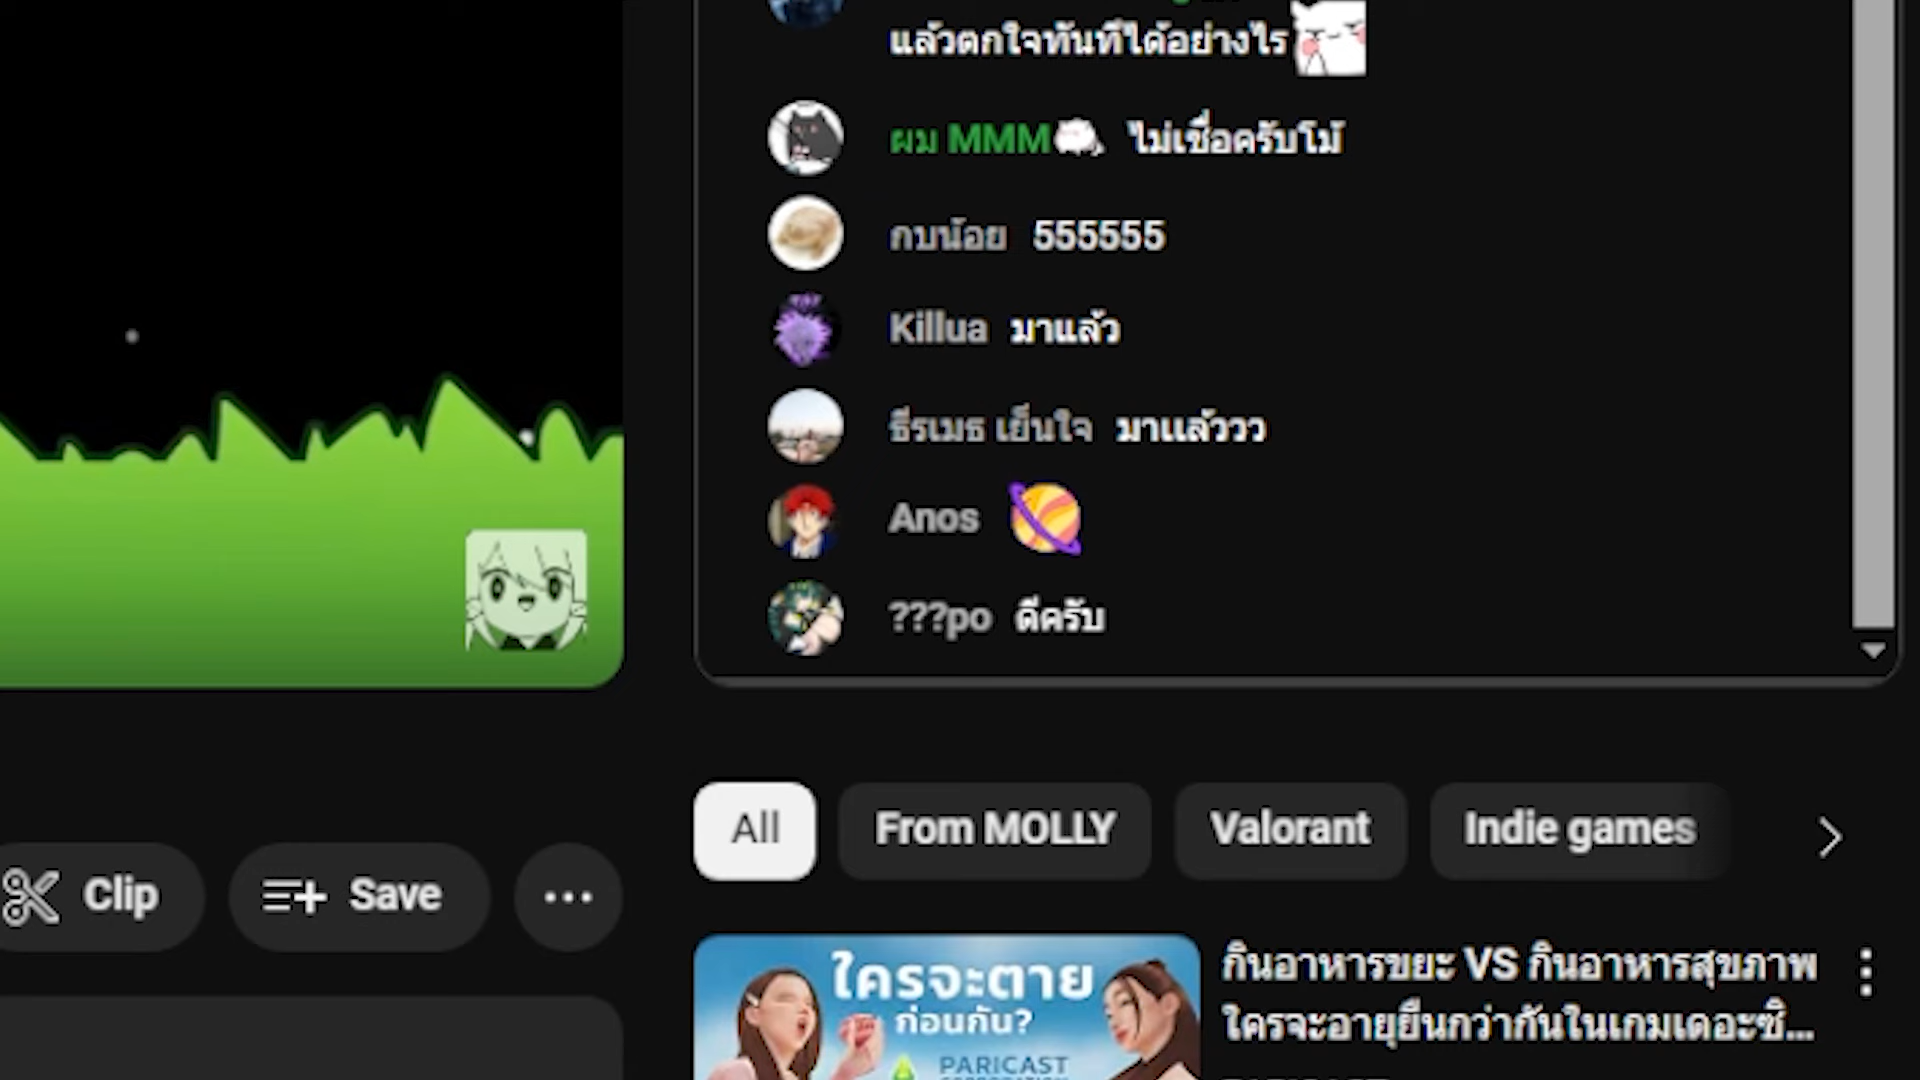 แล้วตกใจทันทีได้อย่างไร
ผม MMM ไม่เชื่อครับโม้
กบน้อย 555555
Killua มาแล้ว
ธีรเมธ เย็นใจ มาแล้ววว
Anos
???po ดีครับ
All
From MOLLY
Valorant
Indie games
Clip
Save
ใครจะตาย
ก่อนกัน?
PARICAST
กินอาหารขยะ VS กินอาหารสุขภาพ
ใครจะอายุยืนกว่ากันในเกมเดอะซิ...